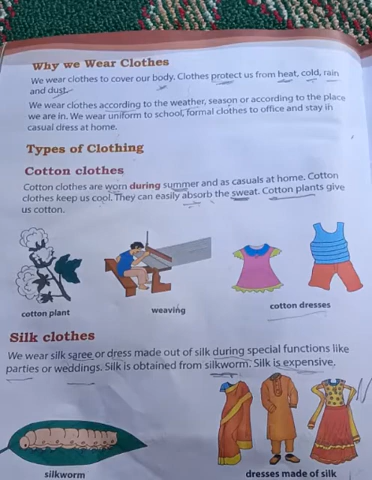 Why we Wear Clothes
We wear clothes to cover our body. Clothes protect us from heat, cold, rain
and dust.
We wear clothes according to the weather, season or according to the place
we are in. We wear uniform to school, formal clothes to office and stay in
casual dress at home.
Types of Clothing
Cotton clothes
Cotton clothes are worn during summer and as casuals at home. Cotton
clothes keep us cool. They can easily absorb the sweat. Cotton plants give
us cotton.
cotton plant
weaving
cotton dresses
Silk clothes
We wear silk saree or dress made out of silk during special functions like
parties or weddings. Silk is obtained from silkworm. Silk is expensive.
silkworm
dresses made of silk